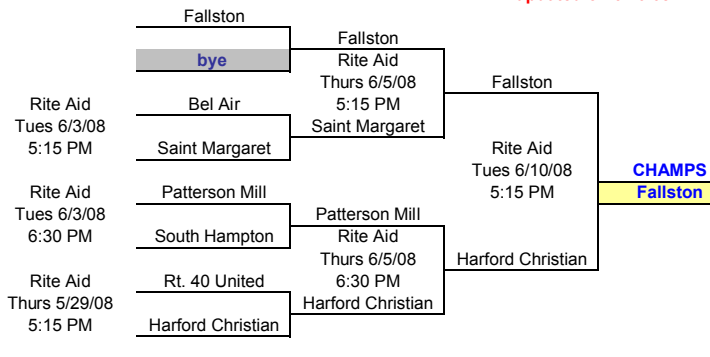 Fallston
bye
Rite Aid
Tues 6/3/08
5:15 PM
Bel Air
Saint Margaret
Rite Aid
Tues 6/3/08
6:30 PM
Patterson Mill
South Hampton
Rite Aid
Thurs 5/29/08
5:15 PM
Rt. 40 United
Harford Christian
Fallston
Rite Aid
Thurs 6/5/08
5:15 PM
Saint Margaret
Patterson Mill
Rite Aid
Thurs 6/5/08
6:30 PM
Harford Christian
Fallston
Rite Aid
Tues 6/10/08
5:15 PM
Harford Christian
CHAMPS
Fallston